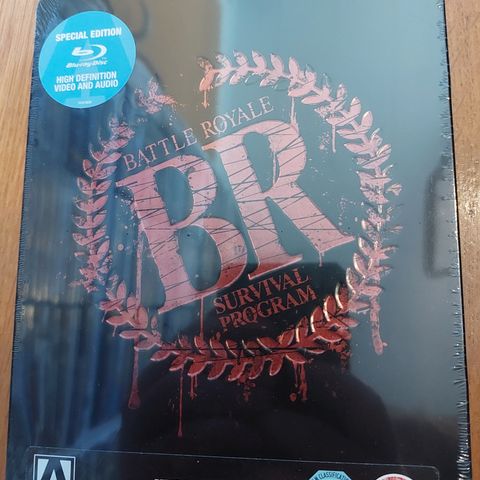 SPECIAL EDITION
Blu-ray Disc
HIGH DEFINITION
VIDEO AND AUDIO
BATTLE ROYALE
BR
SURVIVAL
PROGRAM